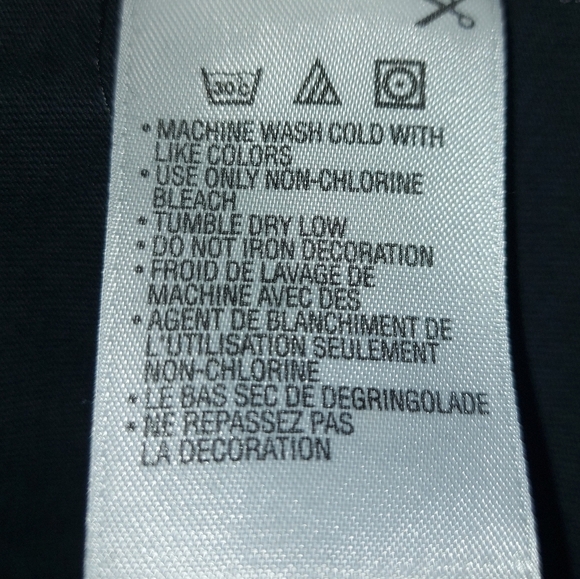 30°c
• MACHINE WASH COLD WITH
LIKE COLORS
• USE ONLY NON-CHLORINE
BLEACH
• TUMBLE DRY LOW
• DO NOT IRON DECORATION
• FROID DE LAVAGE DE
MACHINE AVEC DES
• AGENT DE BLANCHIMENT DE
L'UTILISATION SEULEMENT
NON-CHLORINE
• LE BAS SEC DE DEGRINGOLADE
• NE REPASSEZ PAS
LA DECORATION